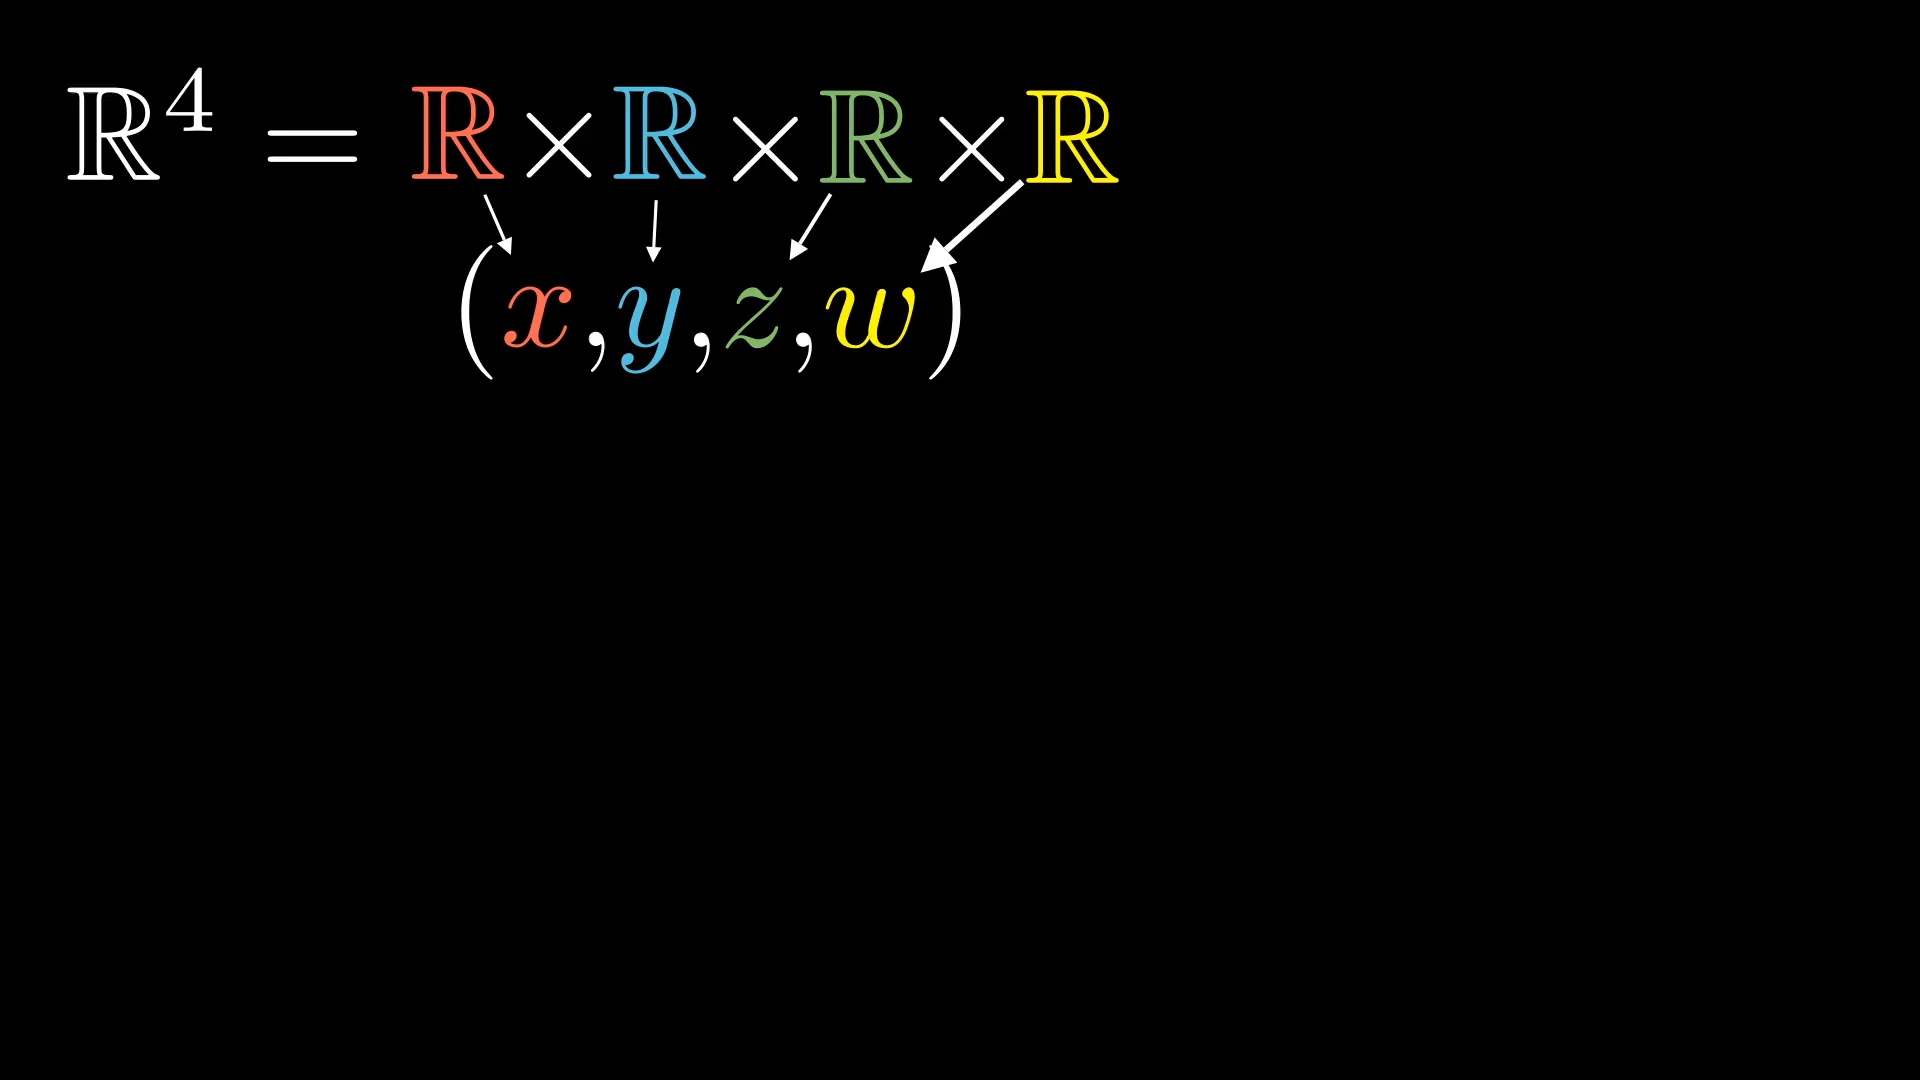 ℝ⁴ = ℝ × ℝ × ℝ × ℝ
(x, y, z, w)